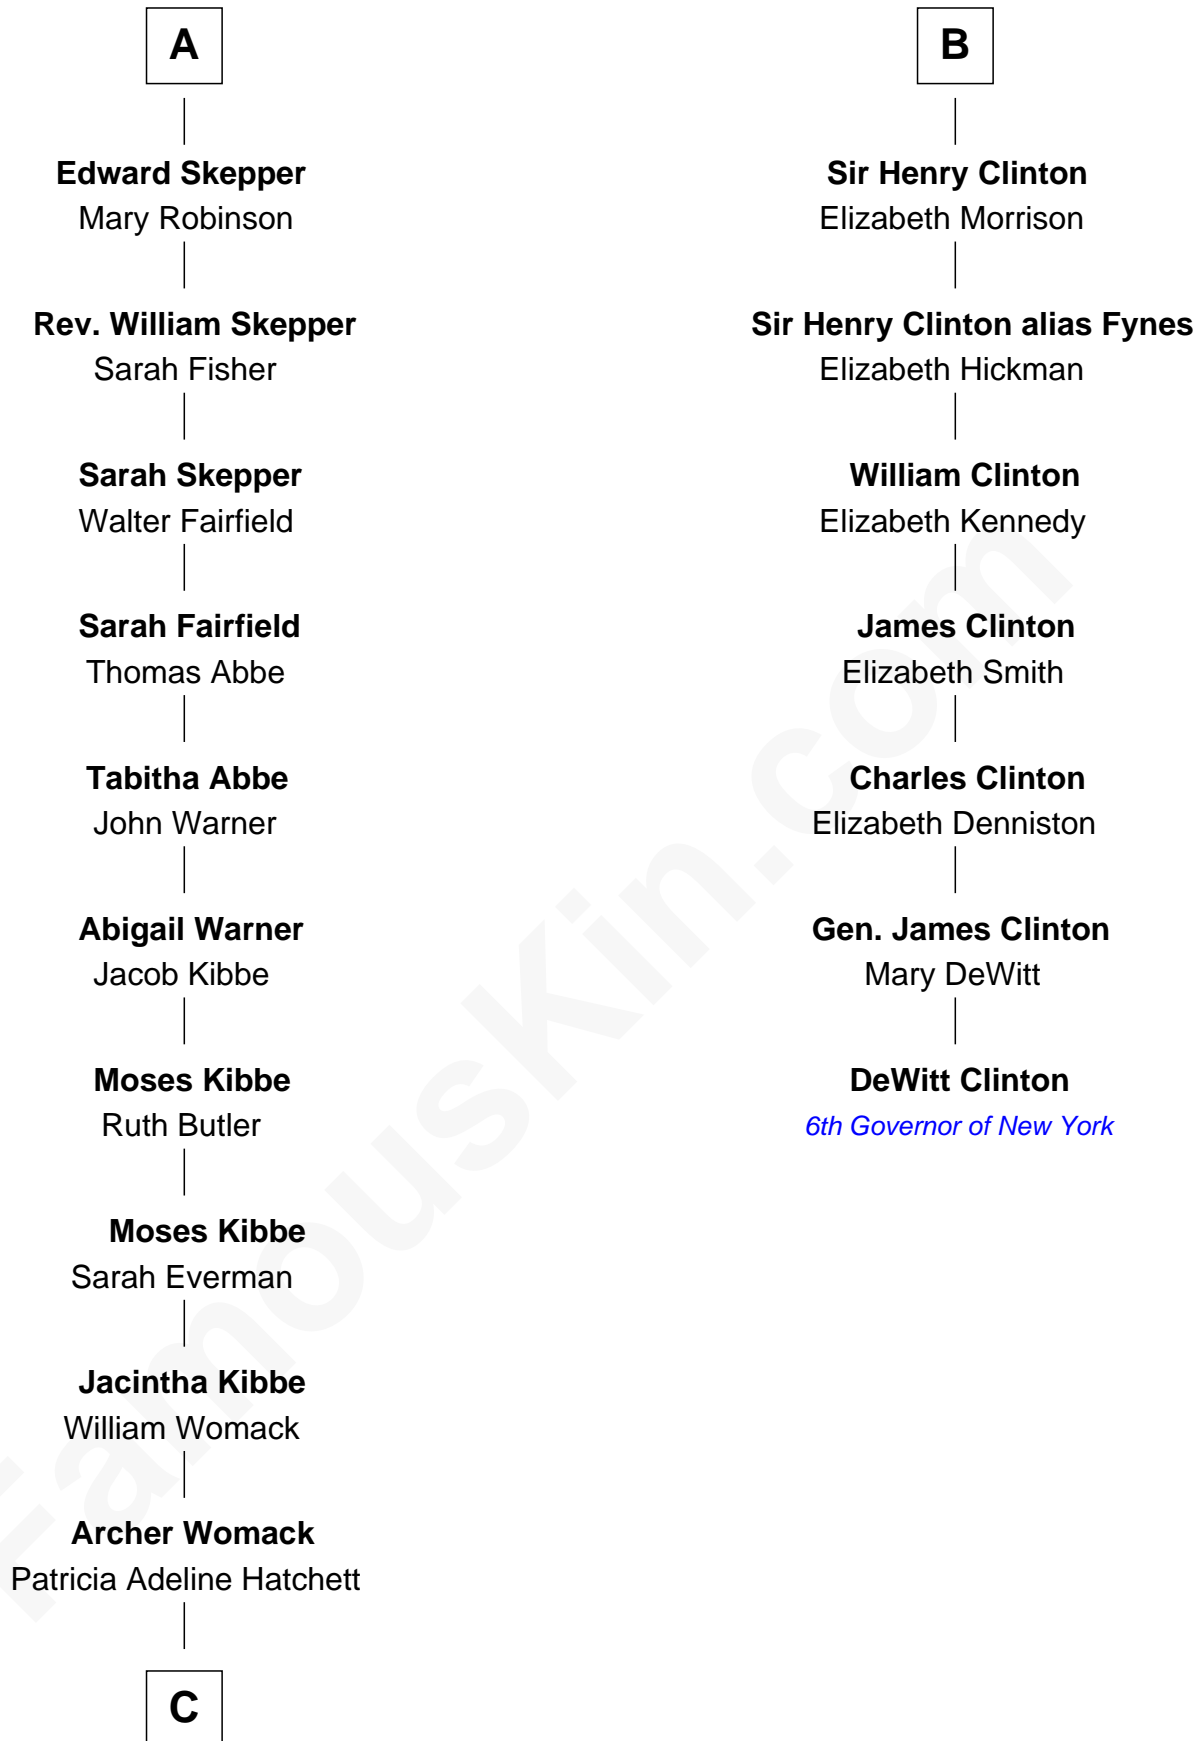 A
Edward Skepper
Mary Robinson
Rev. William Skepper
Sarah Fisher
Sarah Skepper
Walter Fairfield
Sarah Fairfield
Thomas Abbe
Tabitha Abbe
John Warner
Abigail Warner
Jacob Kibbe
Moses Kibbe
Ruth Butler
Moses Kibbe
Sarah Everman
Jacintha Kibbe
William Womack
Archer Womack
Patricia Adeline Hatchett
C
B
Sir Henry Clinton
Elizabeth Morrison
Sir Henry Clinton alias Fynes
Elizabeth Hickman
William Clinton
Elizabeth Kennedy
James Clinton
Elizabeth Smith
Charles Clinton
Elizabeth Denniston
Gen. James Clinton
Mary DeWitt
DeWitt Clinton
6th Governor of New York
FamousKin.com